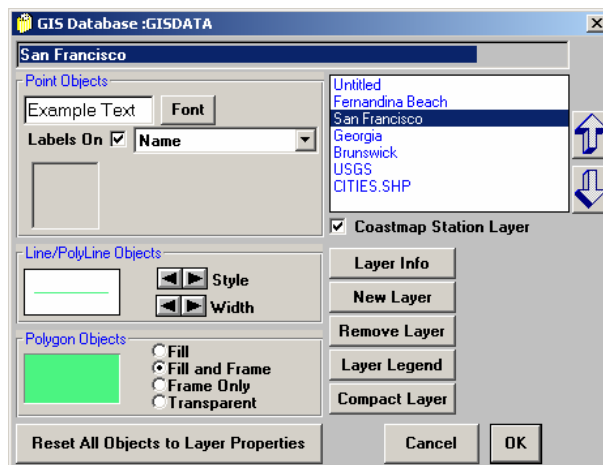 GIS Database :GISDATA
San Francisco
Point Objects
Example Text
Font
Labels On
Name
Untitled
Fernandina Beach
San Francisco
Georgia
Brunswick
USGS
CITIES.SHP
Coastmap Station Layer
Line/PolyLine Objects
Style
Width
Polygon Objects
Fill
Fill and Frame
Frame Only
Transparent
Layer Info
New Layer
Remove Layer
Layer Legend
Compact Layer
Reset All Objects to Layer Properties
Cancel
OK